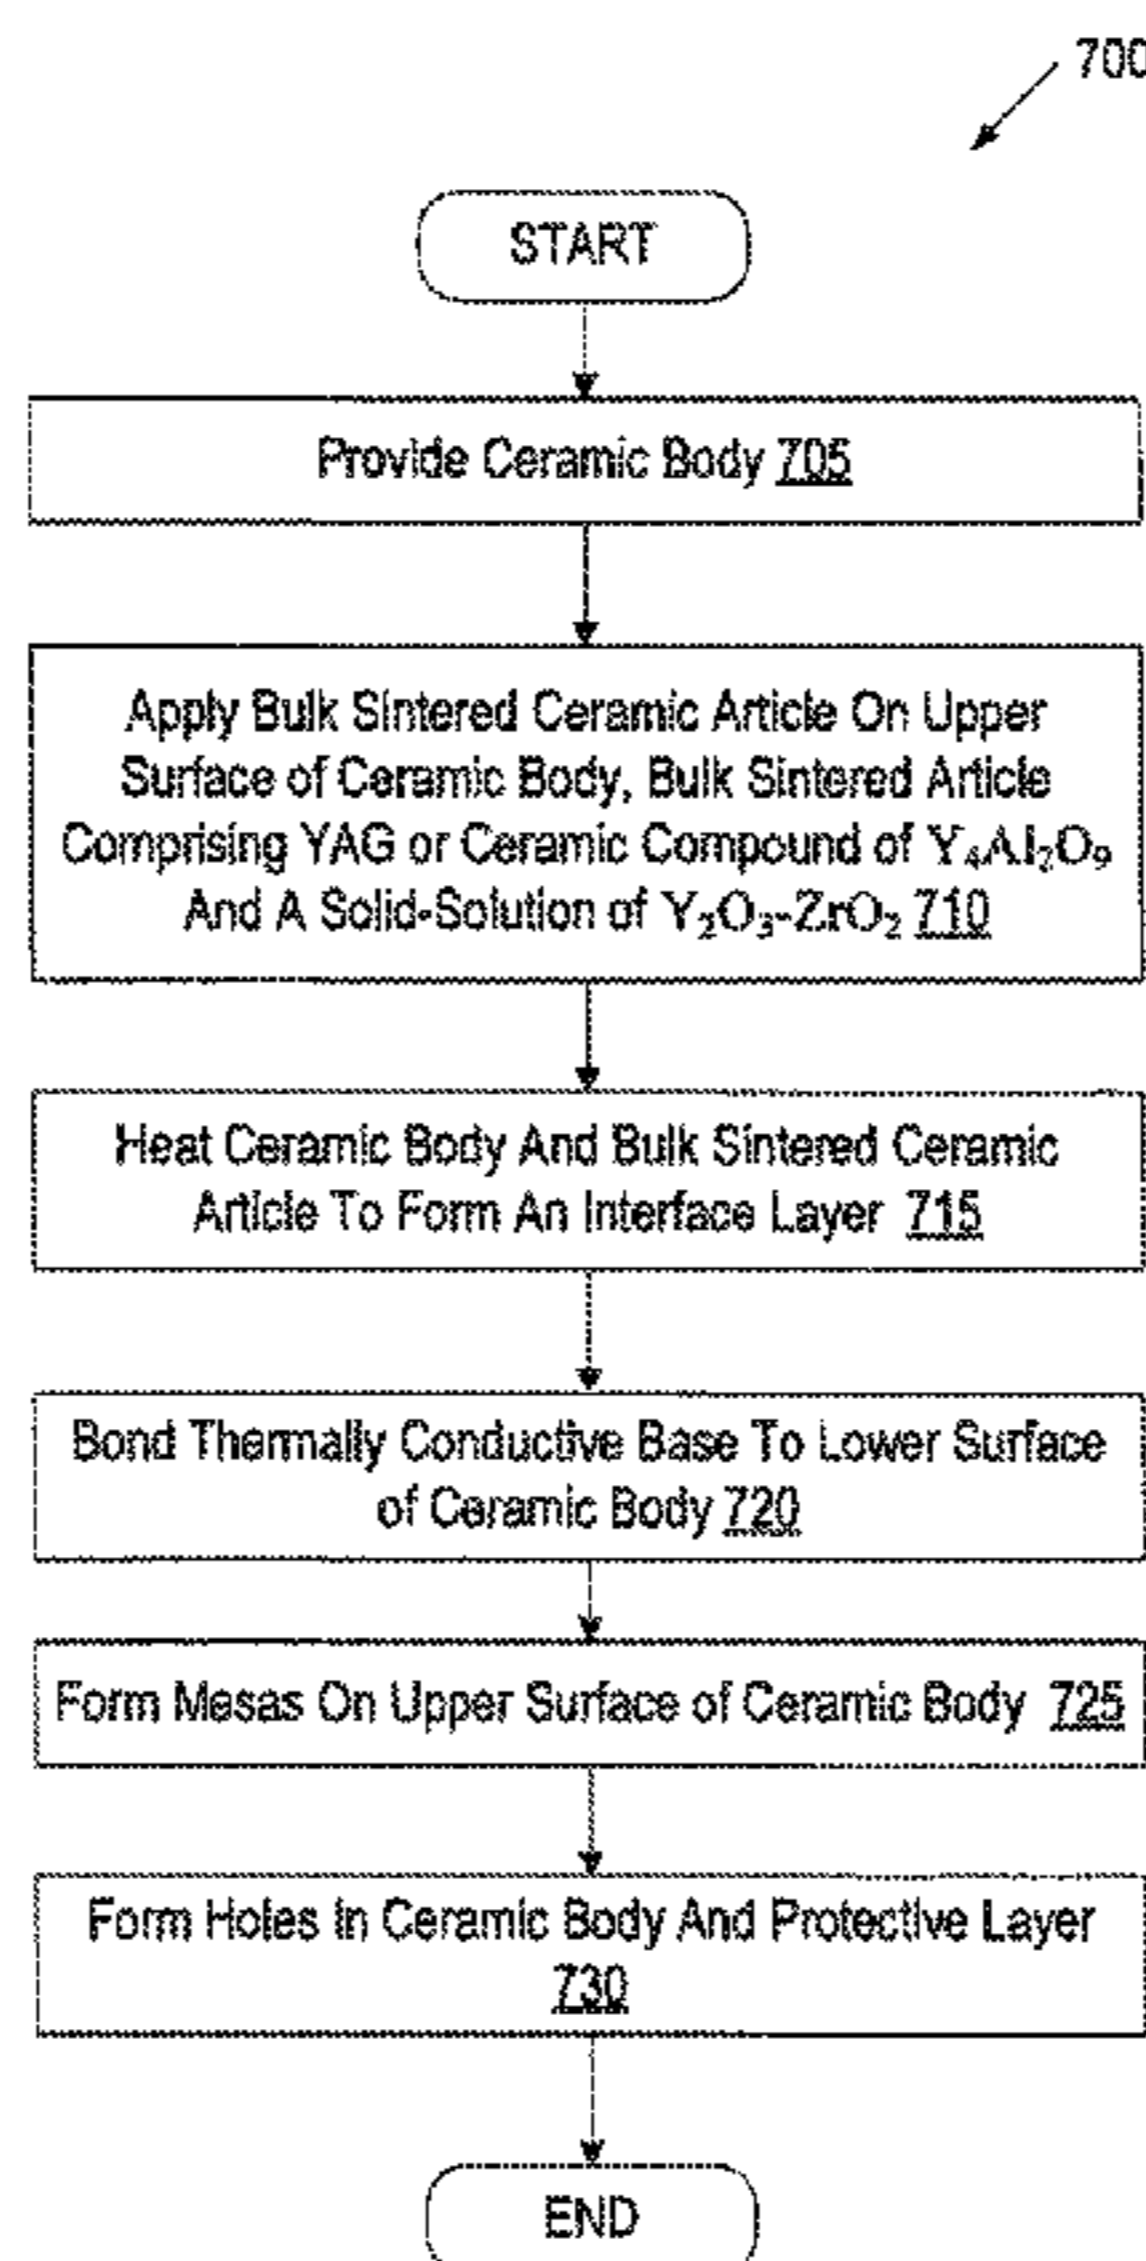 700
START
Provide Ceramic Body 705
Apply Bulk Sintered Ceramic Article On Upper
Surface of Ceramic Body, Bulk Sintered Article
Comprising YAG or Ceramic Compound of Y₄Al₂O₉
And A Solid-Solution of Y₂O₃-ZrO₂ 710
Heat Ceramic Body And Bulk Sintered Ceramic
Article To Form An Interface Layer 715
Bond Thermally Conductive Base To Lower Surface
of Ceramic Body 720
Form Mesas On Upper Surface of Ceramic Body 725
Form Holes In Ceramic Body And Protective Layer
730
END